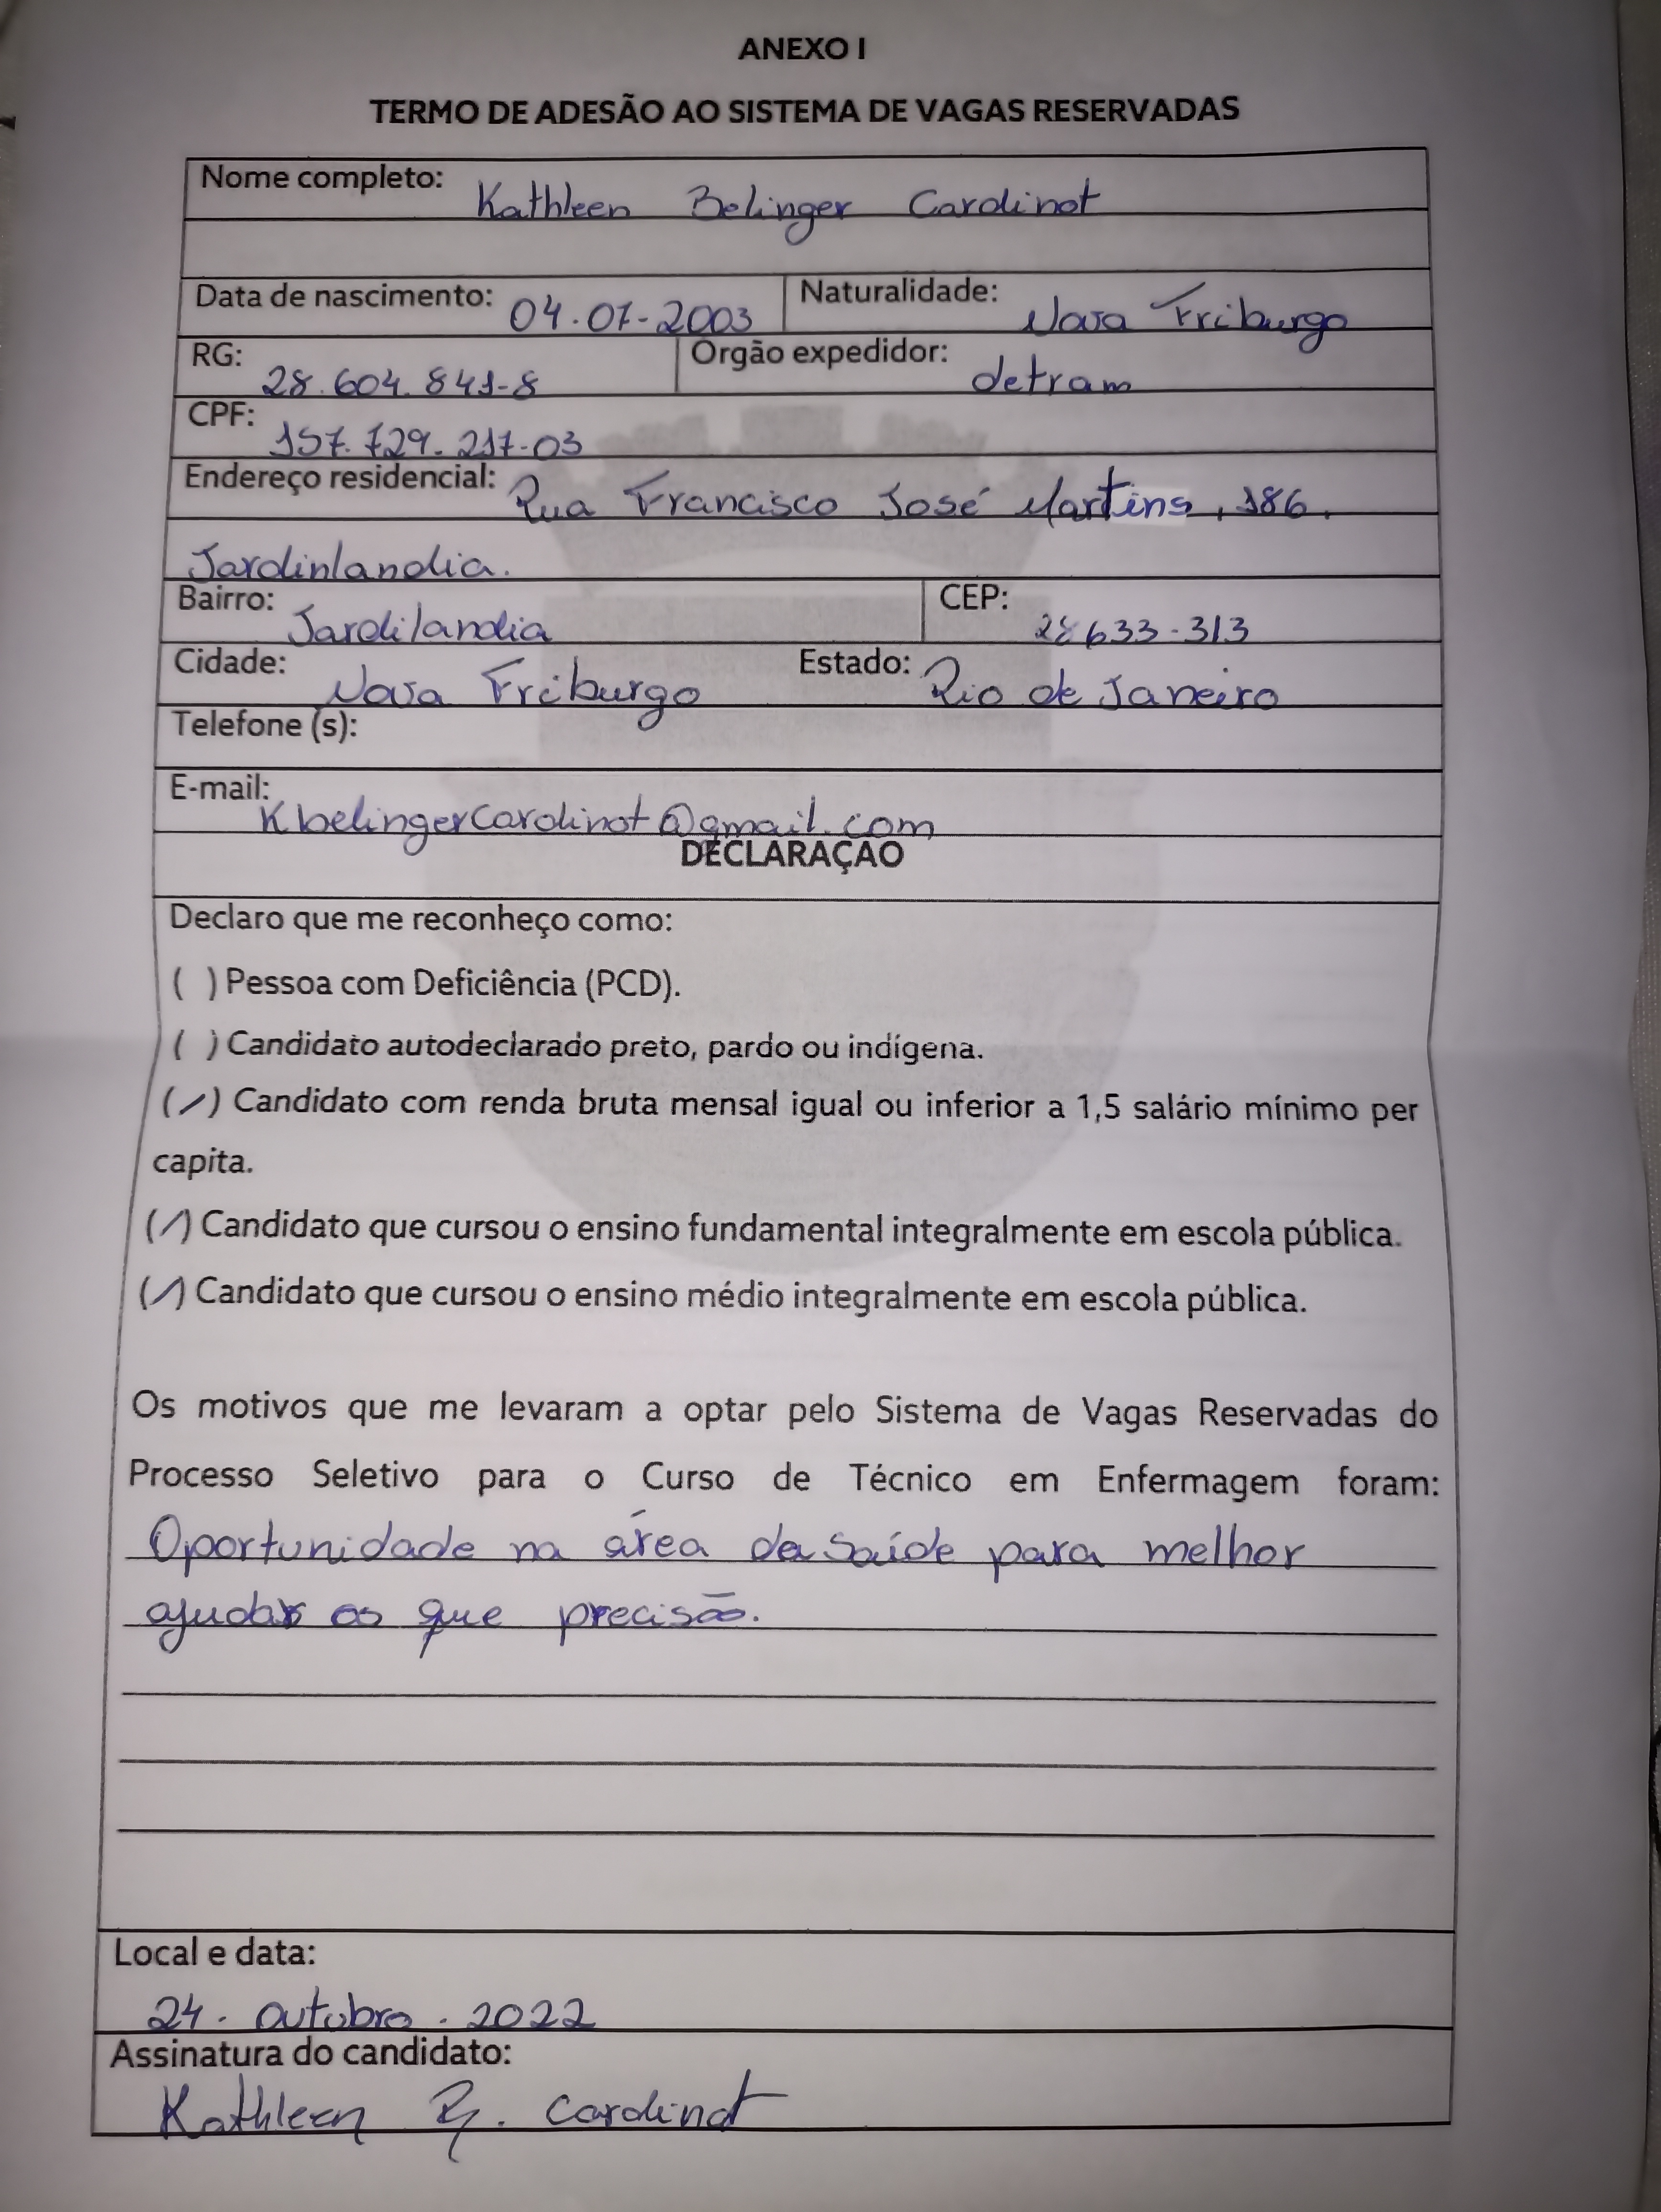 ANEXO I
TERMO DE ADESÃO AO SISTEMA DE VAGAS RESERVADAS
Nome completo: Kathleen Belinger Cardinot
Data de nascimento: 04.07-2003 Naturalidade: Nova Friburgo
RG: 28.604.841-8 Órgão expedidor: detram
CPF: 157.729.217-03
Endereço residencial: Rua Francisco José Martins, 186.
Jardinlandia.
Bairro: Jardilandia CEP: 28633-313
Cidade: Nova Friburgo Estado: Rio de Janeiro
Telefone (s):
E-mail: Kbelingercardinot@gmail.com
DECLARAÇÃO
Declaro que me reconheço como:
( ) Pessoa com Deficiência (PCD).
( ) Candidato autodeclarado preto, pardo ou indígena.
(/) Candidato com renda bruta mensal igual ou inferior a 1,5 salário mínimo per
capita.
(/) Candidato que cursou o ensino fundamental integralmente em escola pública.
(/) Candidato que cursou o ensino médio integralmente em escola pública.
Os motivos que me levaram a optar pelo Sistema de Vagas Reservadas do
Processo Seletivo para o Curso de Técnico em Enfermagem foram:
Oportunidade na área da Saúde para melhor
ajudar os que precisão.
Local e data:
24. outubro. 2022
Assinatura do candidato:
Kathleen B. Cardinot